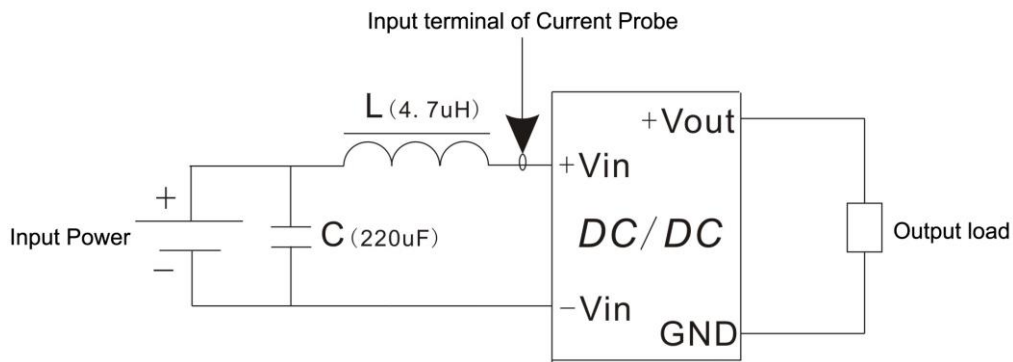 Input terminal of Current Probe
L(4.7uH)
+Vout
+Vin
+
Input Power
C(220uF)
DC/DC
Output load
−
−Vin
GND